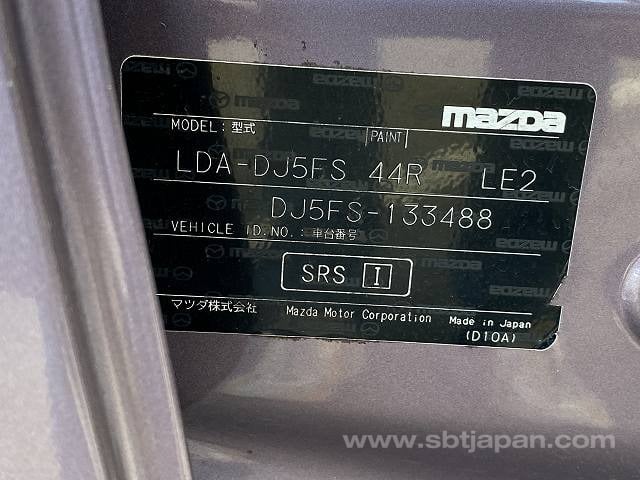 mazda
MODEL: 型式 PAINT
LDA-DJ5FS 44R LE2
DJ5FS-133488
VEHICLE ID.NO.:車台番号
SRS I
マツダ株式会社 Mazda Motor Corporation Made in Japan
(D10A)
www.sbtjapan.com